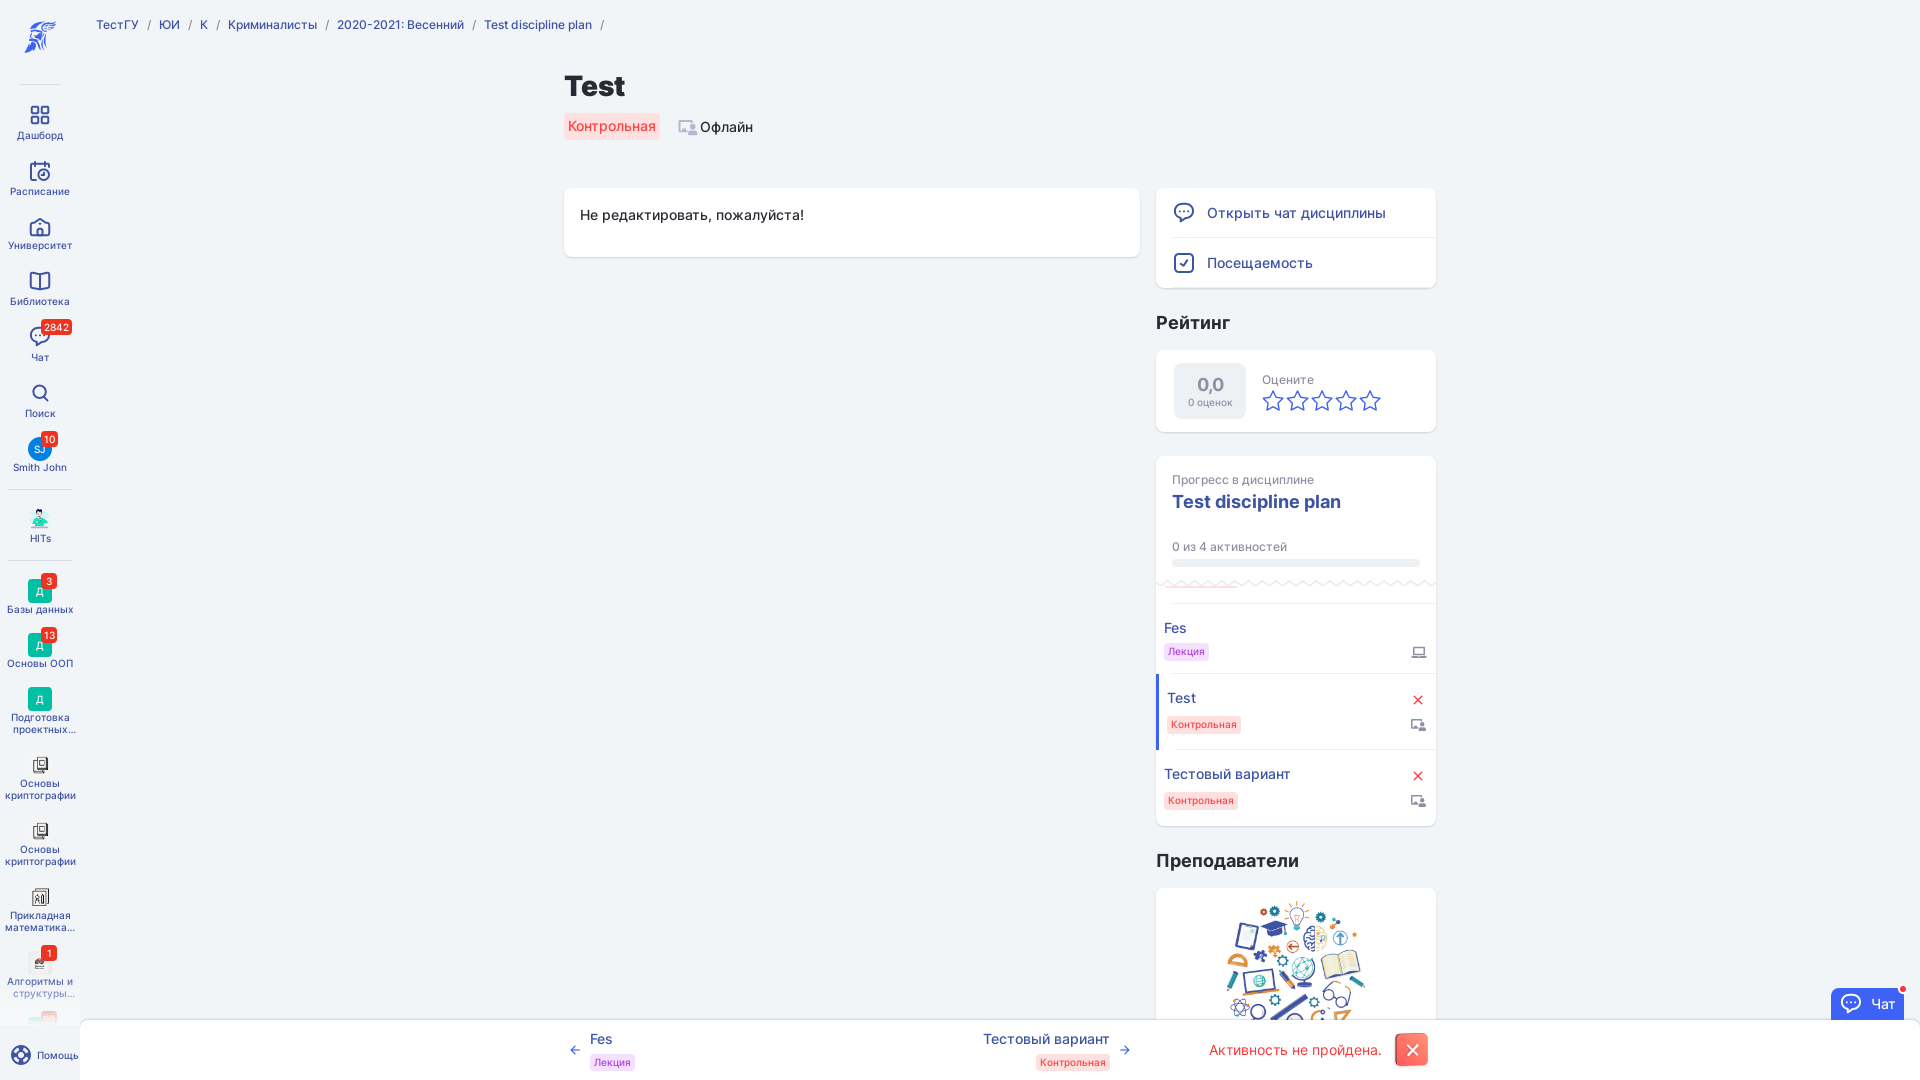 ТестГУ / ЮИ / К / Криминалисты / 2020-2021: Весенний / Test discipline plan /
Дашборд
Расписание
Университет
Библиотека
2842
Чат
Поиск
SJ
10
Smith John
HITs
Д
3
Базы данных
Д
13
Основы ООП
Д
Подготовка
проектных...
Основы
криптографии
Основы
криптографии
Прикладная
математика...
1
Алгоритмы и
структуры...
Помощь
Test
Контрольная
Офлайн
Не редактировать, пожалуйста!
Открыть чат дисциплины
Посещаемость
Рейтинг
0,0
0 оценок
Оцените
Прогресс в дисциплине
Test discipline plan
0 из 4 активностей
Fes
Лекция
Test
Контрольная
Тестовый вариант
Контрольная
Преподаватели
Чат
Fes
Лекция
Тестовый вариант
Контрольная
Активность не пройдена.